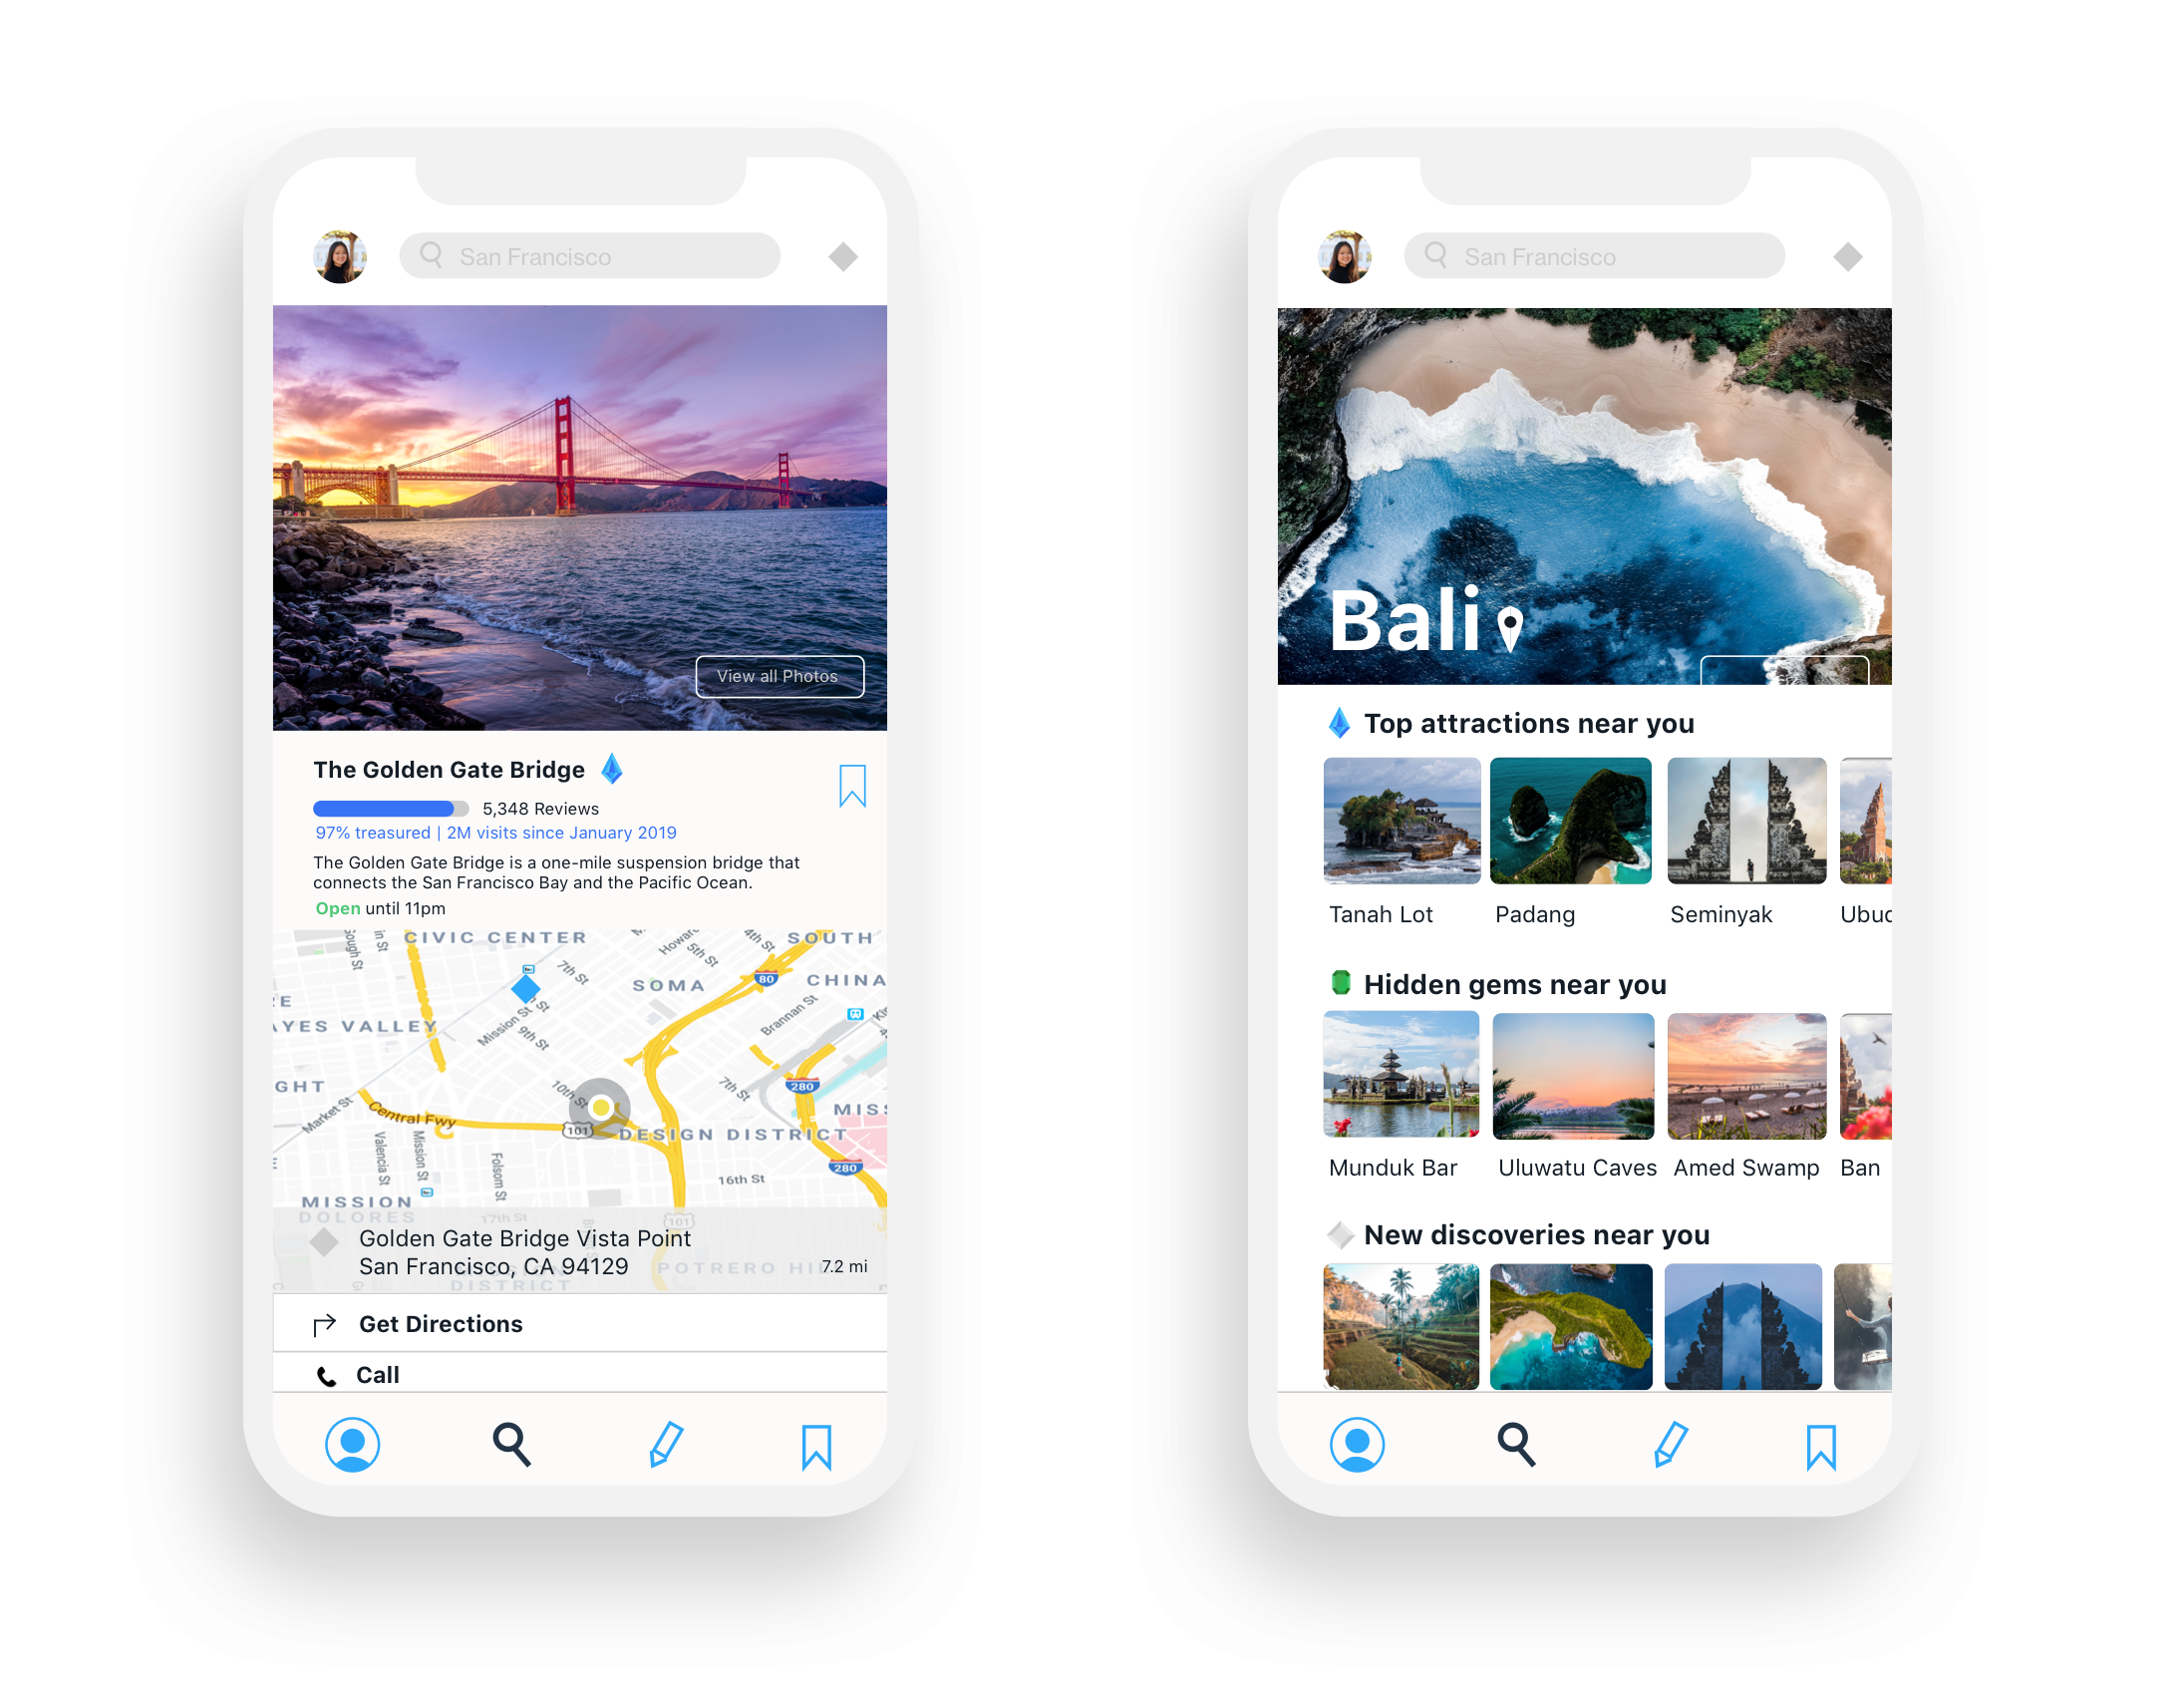 San Francisco
View all Photos
The Golden Gate Bridge
5,348 Reviews
97% treasured | 2M visits since January 2019
The Golden Gate Bridge is a one-mile suspension bridge that
connects the San Francisco Bay and the Pacific Ocean.
Open until 11pm
CIVIC CENTER
Howard
4th St
SOUTH
5th St
7th St
80
CHINA
SOMA
Brannan St
Mission St
9th St
AYES VALLEY
10th St
7th St
280
GHT
Market St
Central Fwy
MISS
101
DESIGN DISTRICT
Valencia St
Mission St
Folsom St
280
16th St
MISSION
DOLORES
17th St
101
Golden Gate Bridge Vista Point
San Francisco, CA 94129
7.2 mi
POTRERO HIL
DISTRICT
Get Directions
Call
San Francisco
Bali
Top attractions near you
Tanah Lot
Padang
Seminyak
Ubud
Hidden gems near you
Munduk Bar
Uluwatu Caves
Amed Swamp
Ban
New discoveries near you